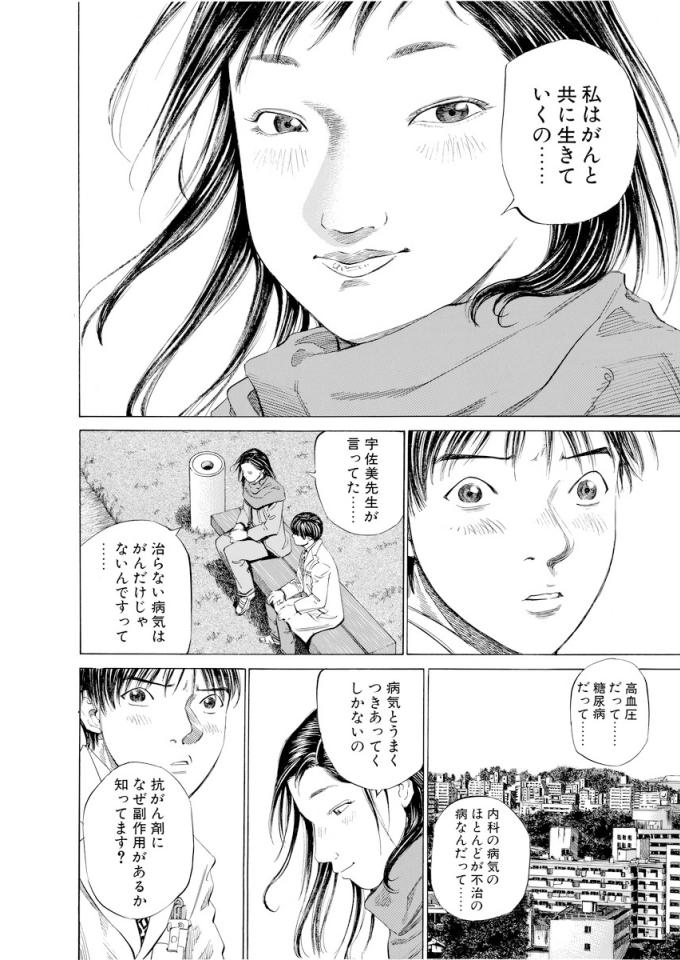 私はがんと
共に生きて
いくの……
宇佐美先生が
言ってた……
治らない病気は
がんだけじゃ
ないんですって
……
高血圧
だって……
糖尿病
だって……
内科の病気の
ほとんどが不治の
病なんだって……
病気とうまく
つきあってく
しかないの
抗がん剤に
なぜ副作用があるか
知ってます？